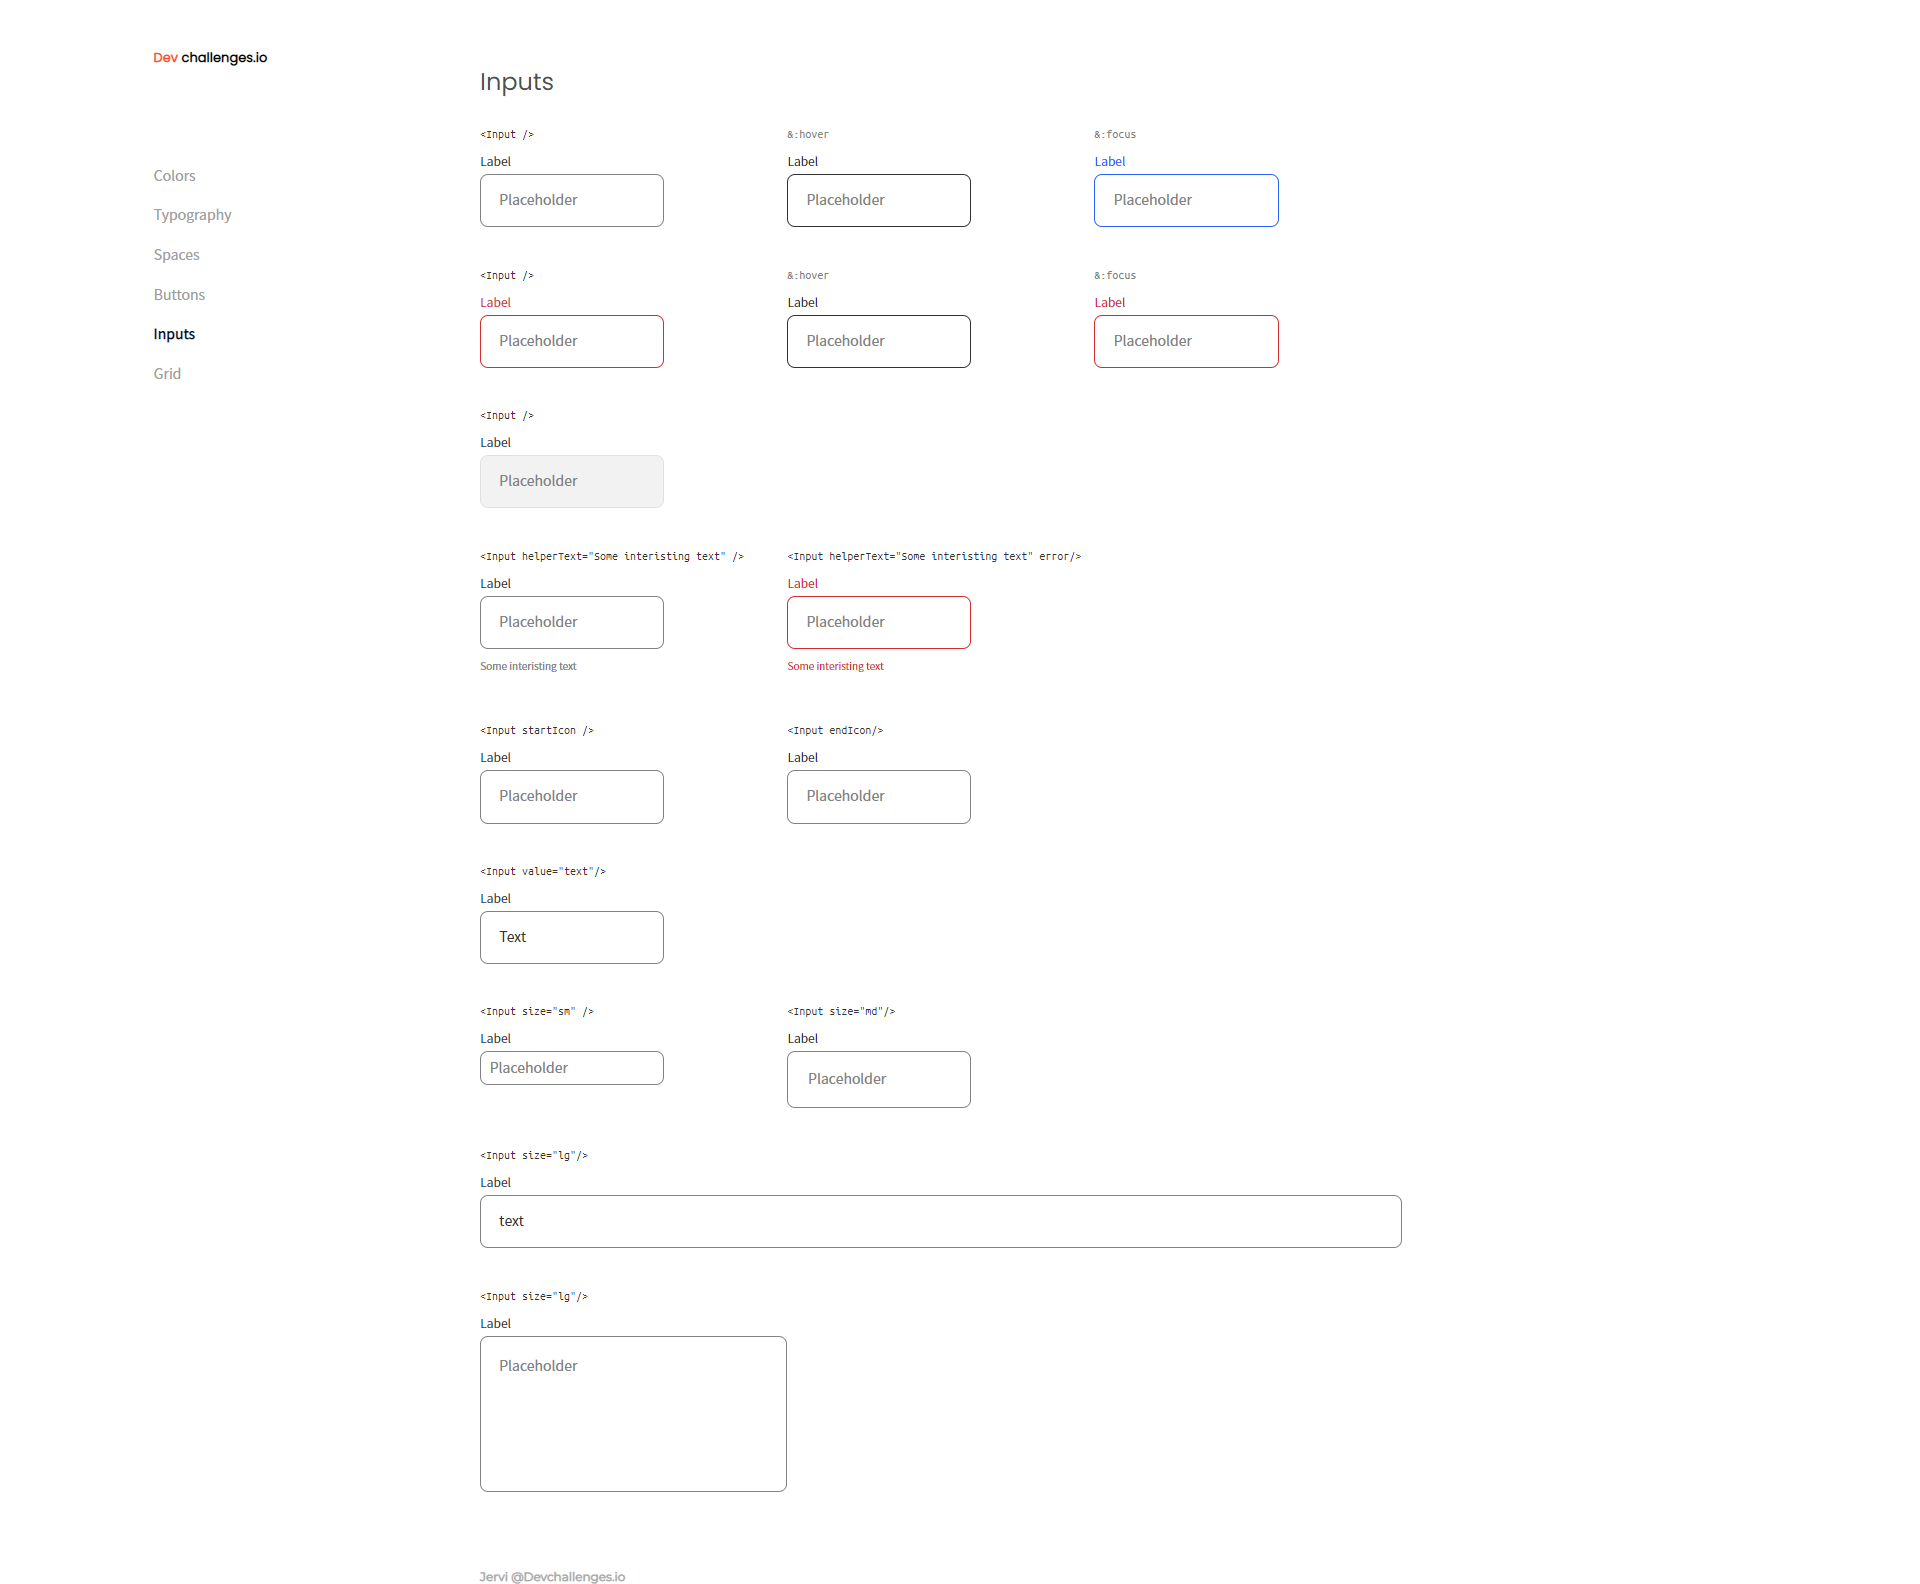 Dev challenges.io
Colors
Typography
Spaces
Buttons
Inputs
Grid
Inputs
<Input /> &:hover &:focus
Label Label Label
Placeholder Placeholder Placeholder
<Input /> &:hover &:focus
Label Label Label
Placeholder Placeholder Placeholder
<Input />
Label
Placeholder
<Input helperText="Some interisting text" /> <Input helperText="Some interisting text" error/>
Label Label
Placeholder Placeholder
Some interisting text Some interisting text
<Input startIcon /> <Input endIcon/>
Label Label
Placeholder Placeholder
<Input value="text"/>
Label
Text
<Input size="sm" /> <Input size="md"/>
Label Label
Placeholder Placeholder
<Input size="lg"/>
Label
text
<Input size="lg"/>
Label
Placeholder
Jervi @Devchallenges.io